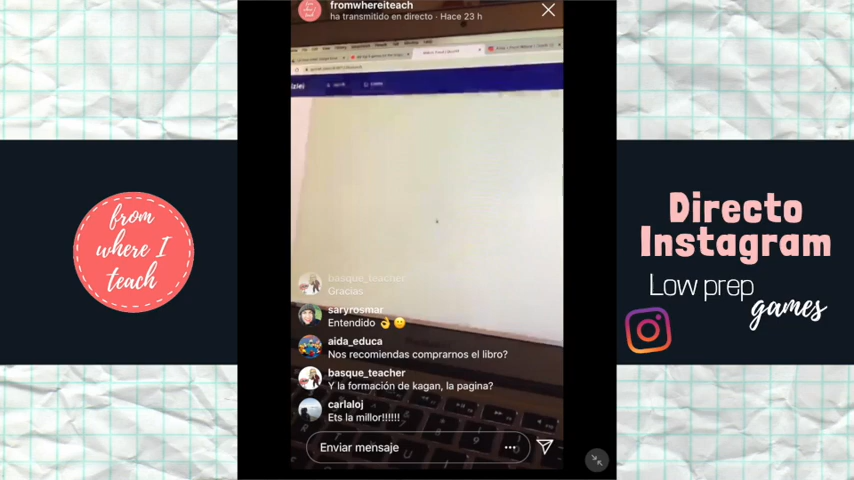 from
where I
teach
fromwhereiteach
ha transmitido en directo · Hace 23 h
basque_teacher
Gracias
saryrosmar
Entendido 👌🙂
aida_educa
Nos recomiendas comprarnos el libro?
basque_teacher
Y la formación de kagan, la pagina?
carlaloj
Ets la millor!!!!!!
Enviar mensaje
Directo
Instagram
Low prep
games